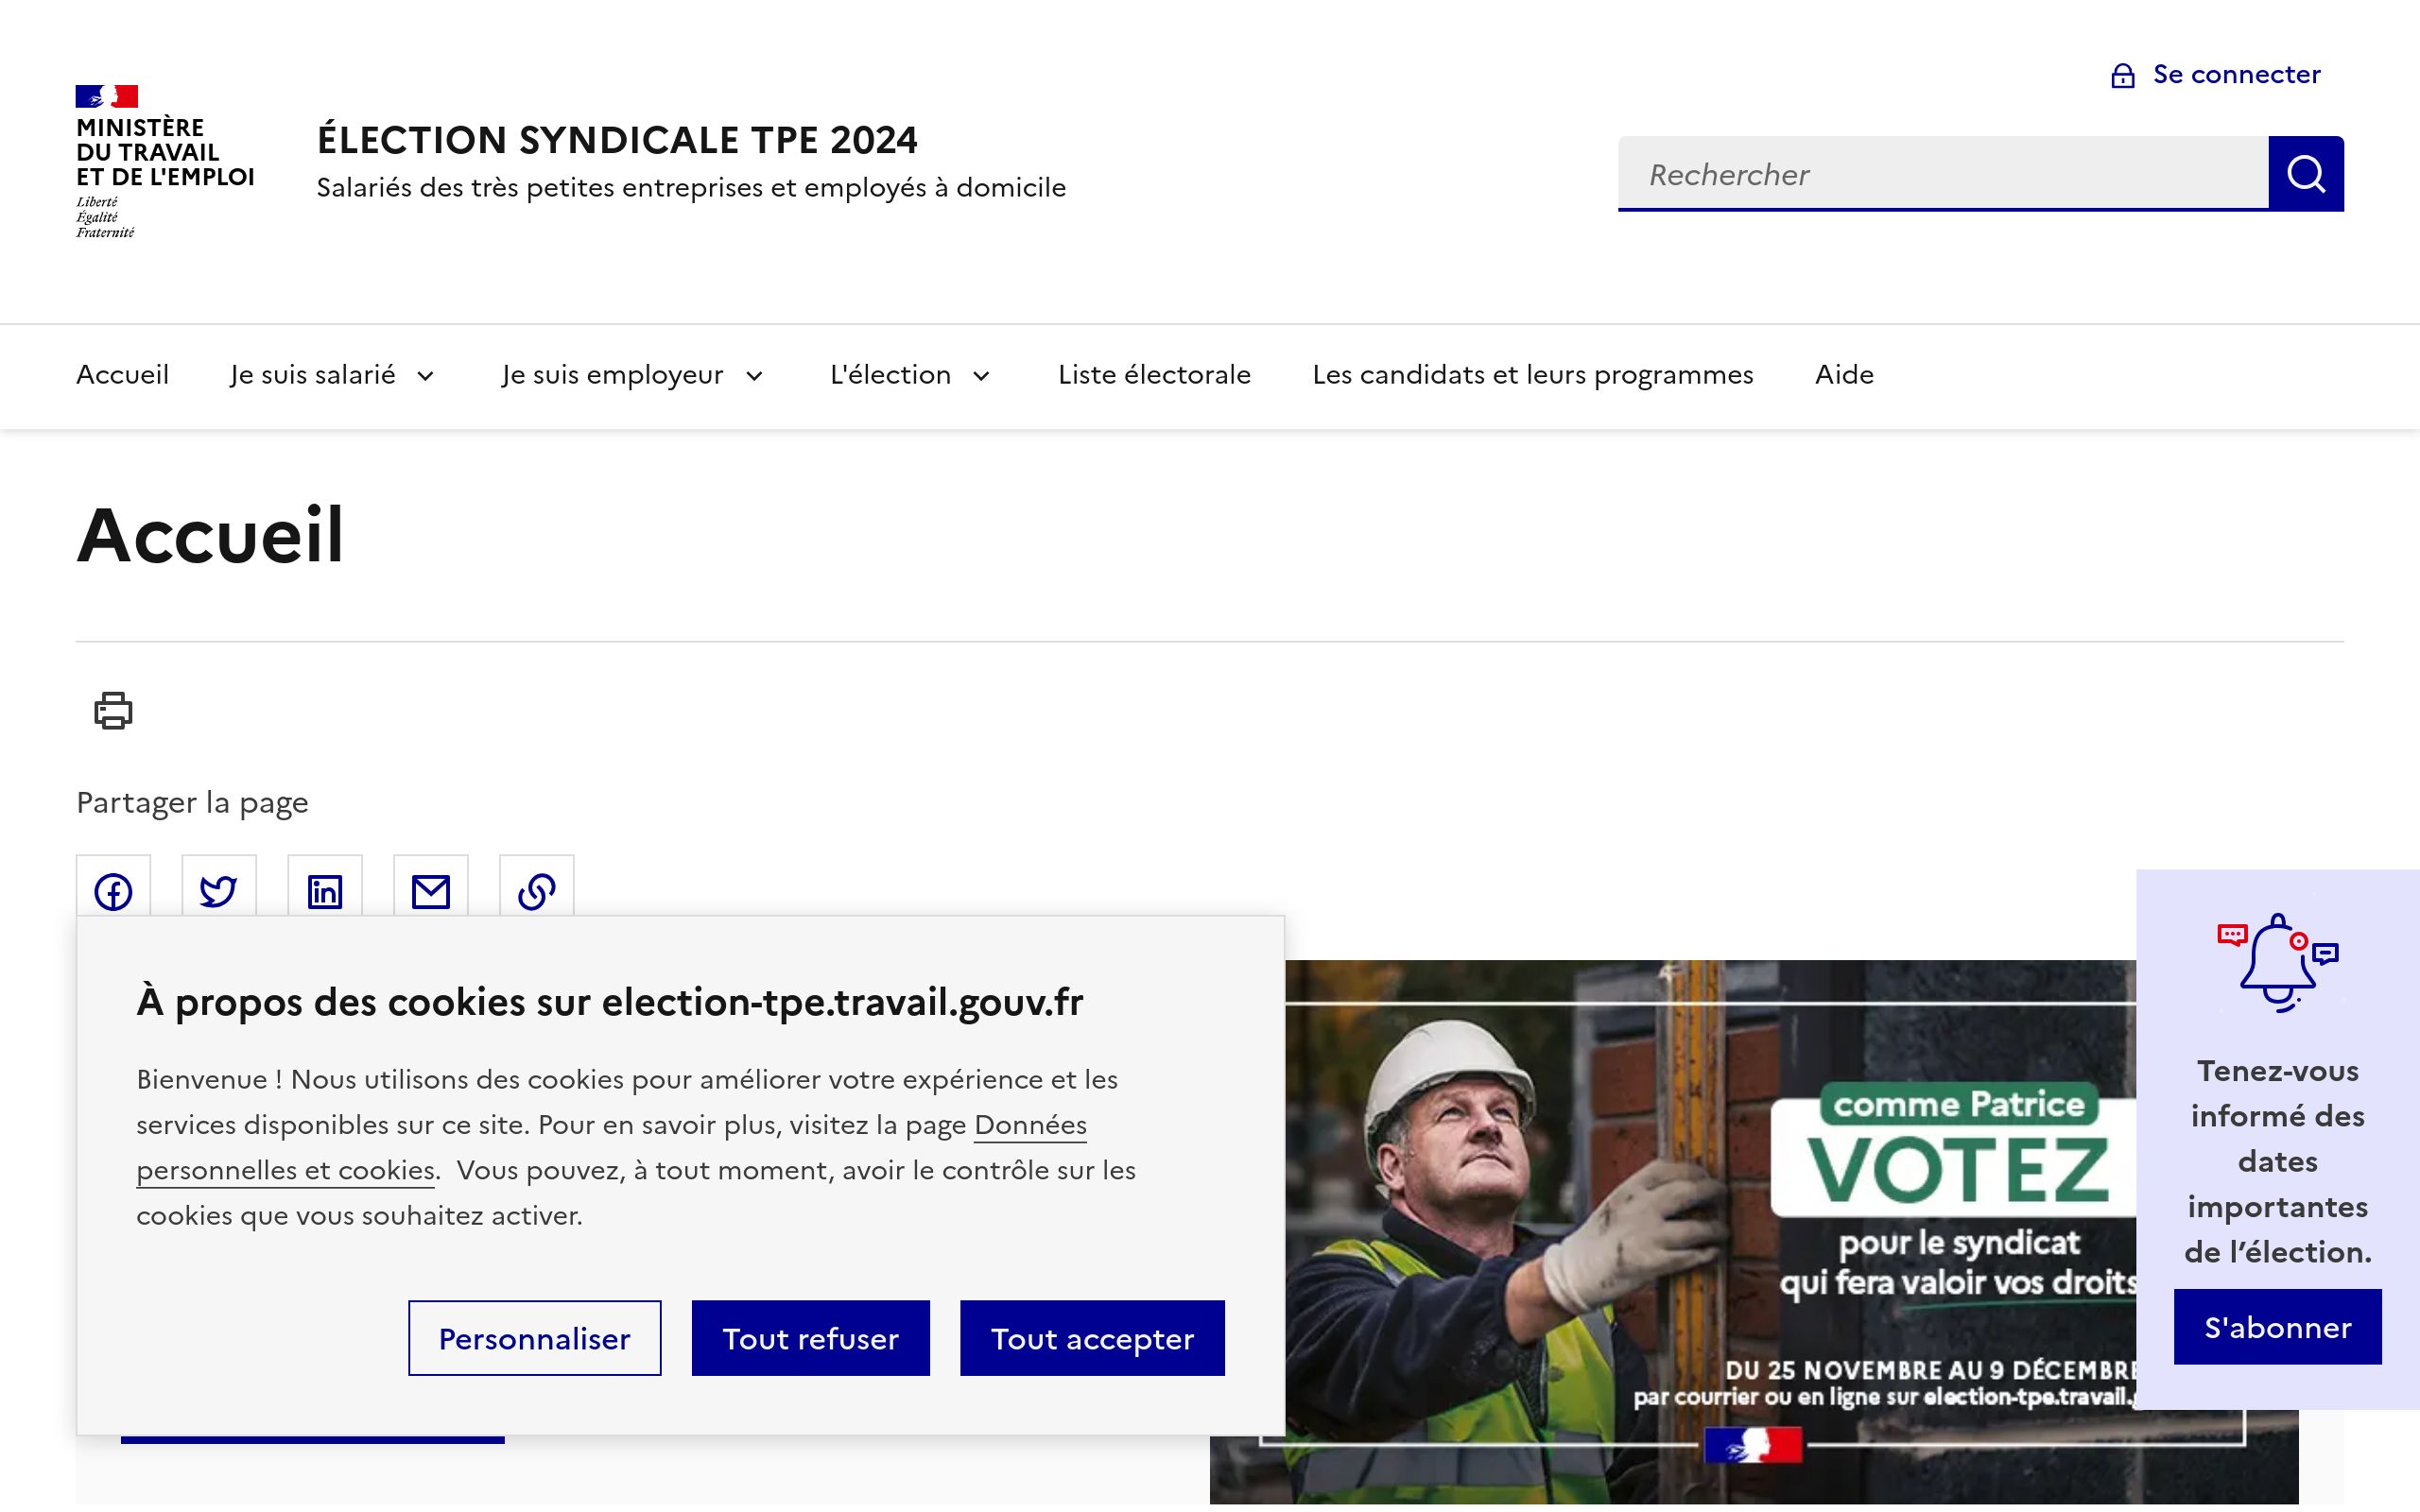 Se connecter
MINISTÈRE
DU TRAVAIL
ET DE L'EMPLOI
Liberté
Égalité
Fraternité
ÉLECTION SYNDICALE TPE 2024
Salariés des très petites entreprises et employés à domicile
Rechercher
Accueil
Je suis salarié
Je suis employeur
L'élection
Liste électorale
Les candidats et leurs programmes
Aide
Accueil
Partager la page
À propos des cookies sur election-tpe.travail.gouv.fr
Bienvenue ! Nous utilisons des cookies pour améliorer votre expérience et les
services disponibles sur ce site. Pour en savoir plus, visitez la page Données
personnelles et cookies.  Vous pouvez, à tout moment, avoir le contrôle sur les
cookies que vous souhaitez activer.
Personnaliser
Tout refuser
Tout accepter
comme Patrice
VOTEZ
pour le syndicat
qui fera valoir vos droits
DU 25 NOVEMBRE AU 9 DÉCEMBRE
par courrier ou en ligne sur election-tpe.travail.
Tenez-vous
informé des
dates
importantes
de l’élection.
S'abonner